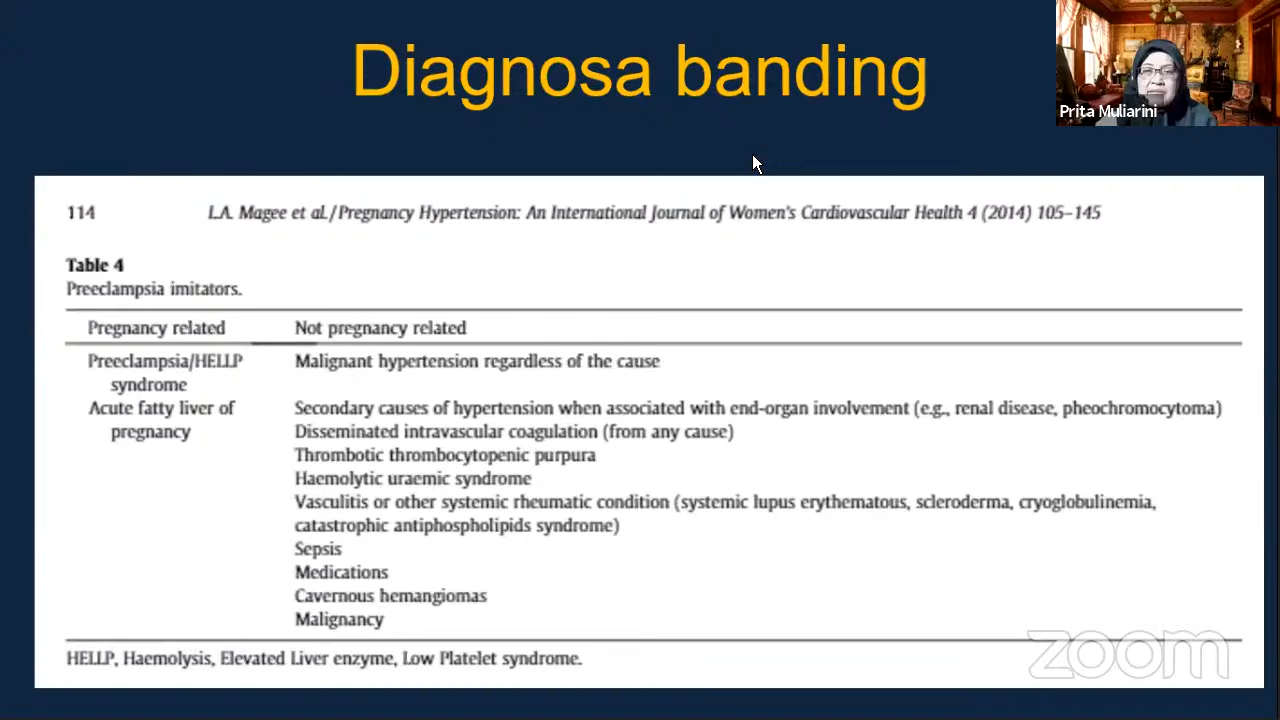 Diagnosa banding
Prita Muliarini
114 L.A. Magee et al./Pregnancy Hypertension: An International Journal of Women's Cardiovascular Health 4 (2014) 105–145
Table 4
Preeclampsia imitators.
Pregnancy related Not pregnancy related
Preeclampsia/HELLP Malignant hypertension regardless of the cause
syndrome
Acute fatty liver of Secondary causes of hypertension when associated with end-organ involvement (e.g., renal disease, pheochromocytoma)
pregnancy Disseminated intravascular coagulation (from any cause)
Thrombotic thrombocytopenic purpura
Haemolytic uraemic syndrome
Vasculitis or other systemic rheumatic condition (systemic lupus erythematous, scleroderma, cryoglobulinemia,
catastrophic antiphospholipids syndrome)
Sepsis
Medications
Cavernous hemangiomas
Malignancy
HELLP, Haemolysis, Elevated Liver enzyme, Low Platelet syndrome.
zoom